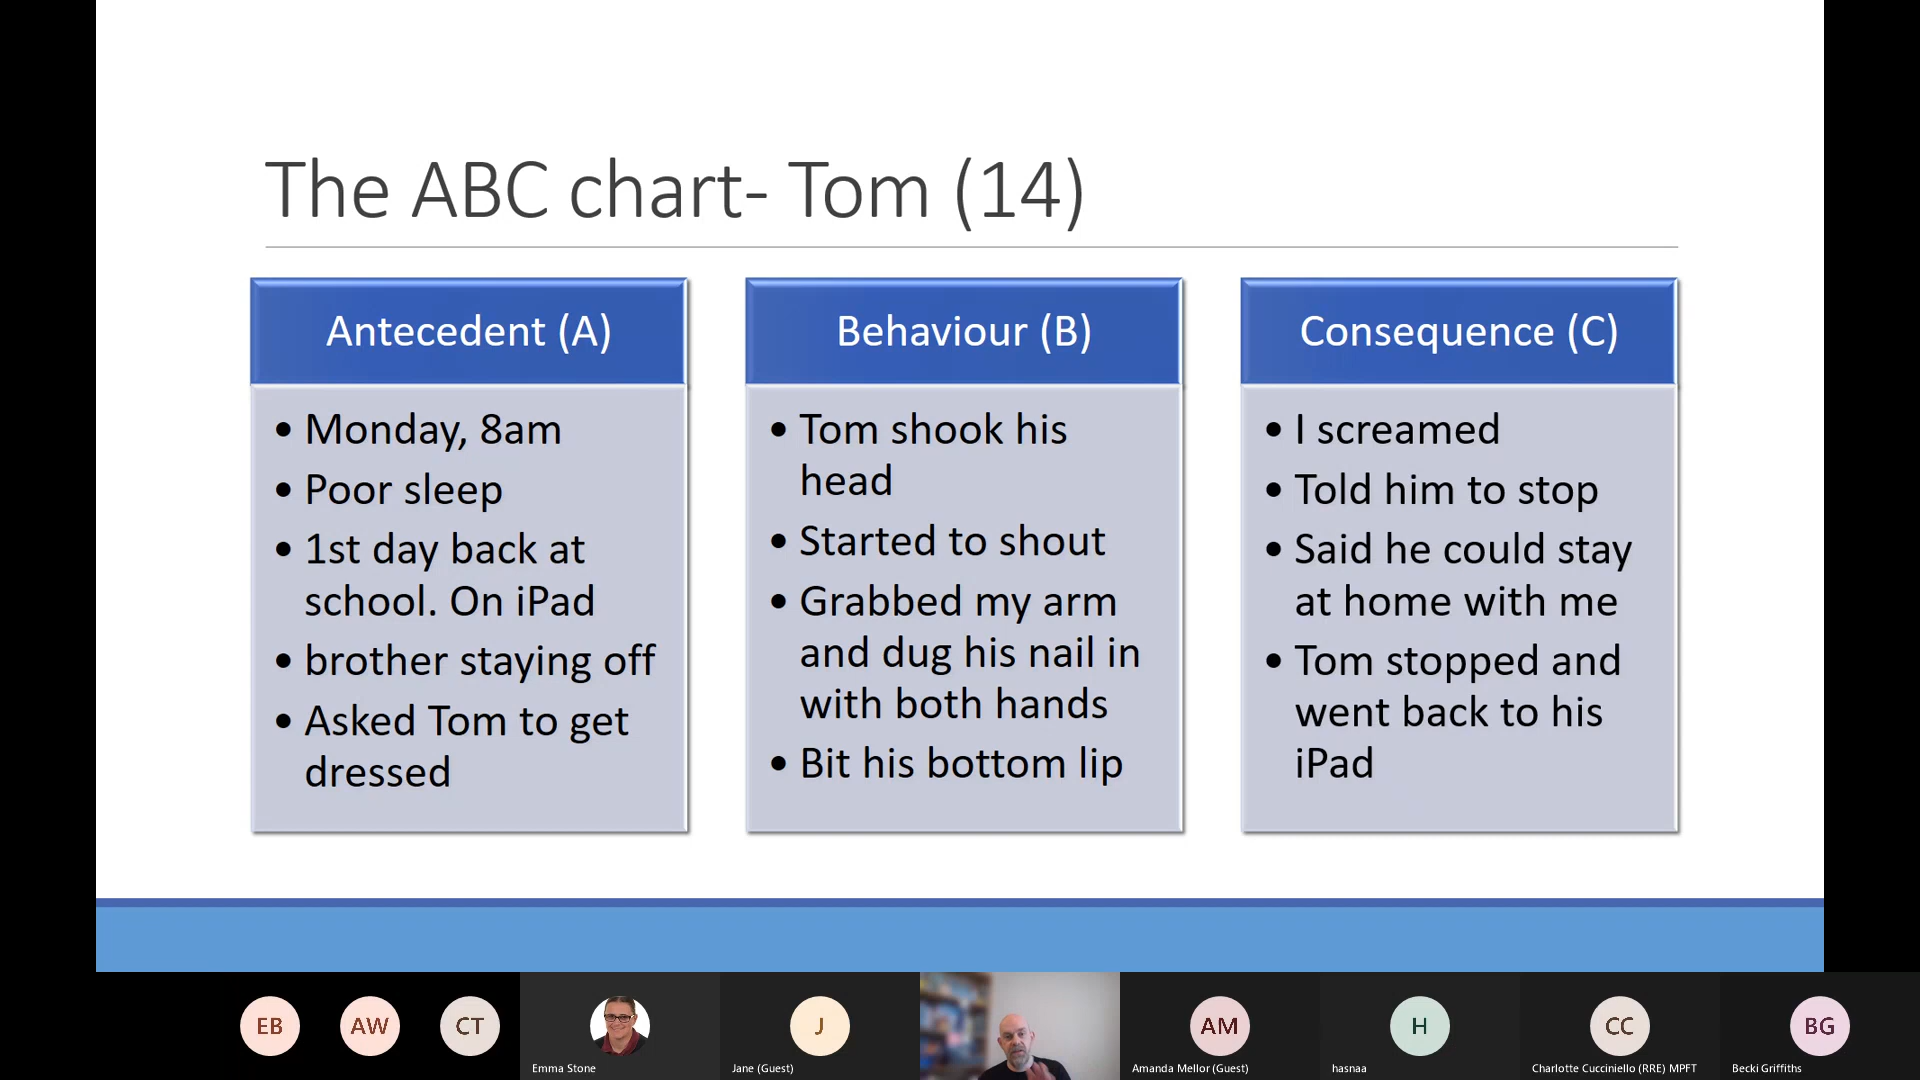 The ABC chart- Tom (14)
Antecedent (A)
• Monday, 8am
• Poor sleep
• 1st day back at
school. On iPad
• brother staying off
• Asked Tom to get
dressed
Behaviour (B)
• Tom shook his
head
• Started to shout
• Grabbed my arm
and dug his nail in
with both hands
• Bit his bottom lip
Consequence (C)
• I screamed
• Told him to stop
• Said he could stay
at home with me
• Tom stopped and
went back to his
iPad
EB
AW
CT
Emma Stone
J
Jane (Guest)
AM
Amanda Mellor (Guest)
H
hasnaa
CC
Charlotte Cucciniello (RRE) MPFT
BG
Becki Griffiths